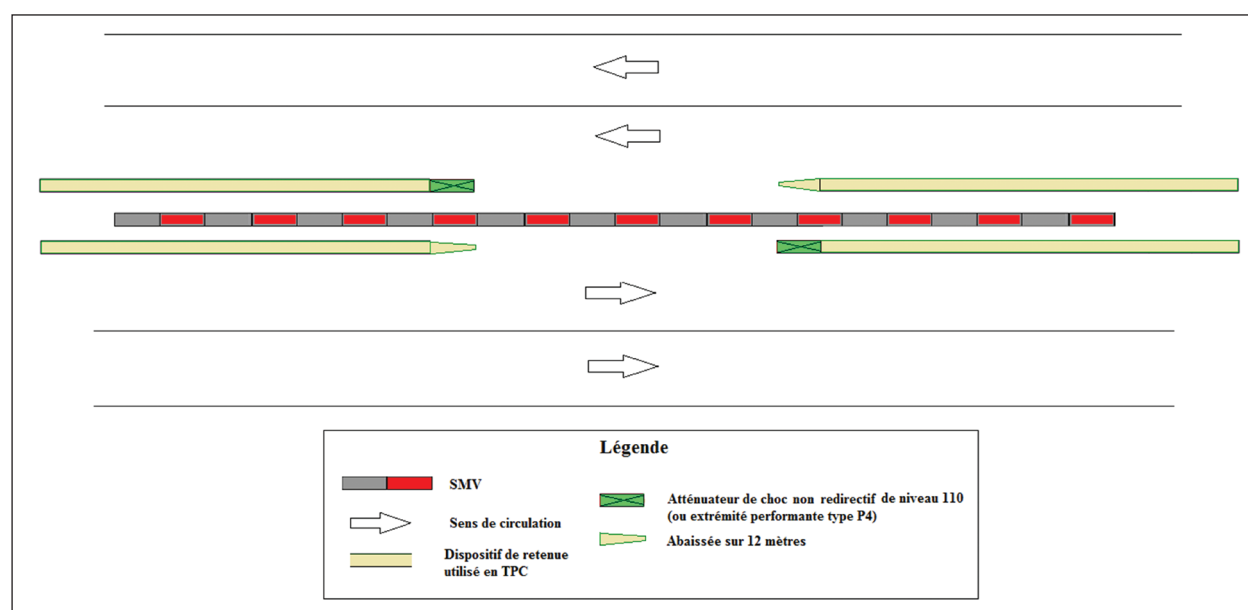 Légende
SMV
Sens de circulation
Dispositif de retenue
utilisé en TPC
Atténuateur de choc non redirectif de niveau 110
(ou extrémité performante type P4)
Abaissée sur 12 mètres